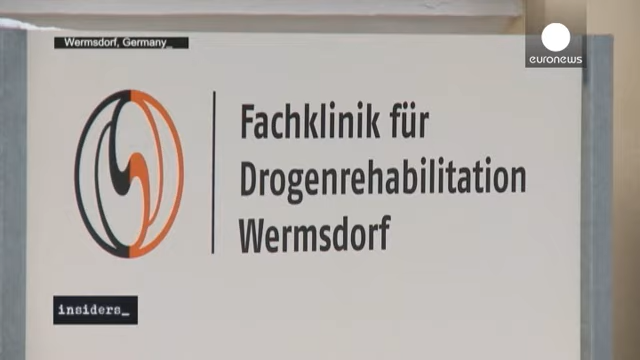 Wermsdorf, Germany_
euronews
Fachklinik für
Drogenrehabilitation
Wermsdorf
insiders_